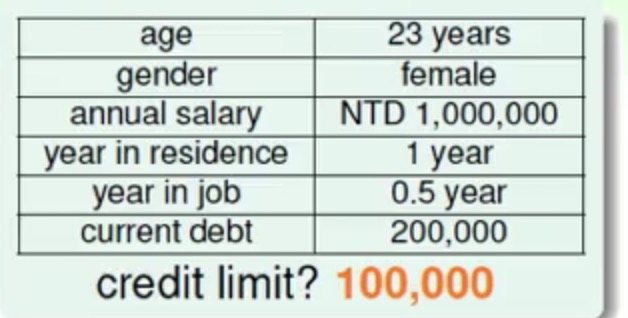 age 23 years
gender female
annual salary NTD 1,000,000
year in residence 1 year
year in job 0.5 year
current debt 200,000
credit limit? 100,000